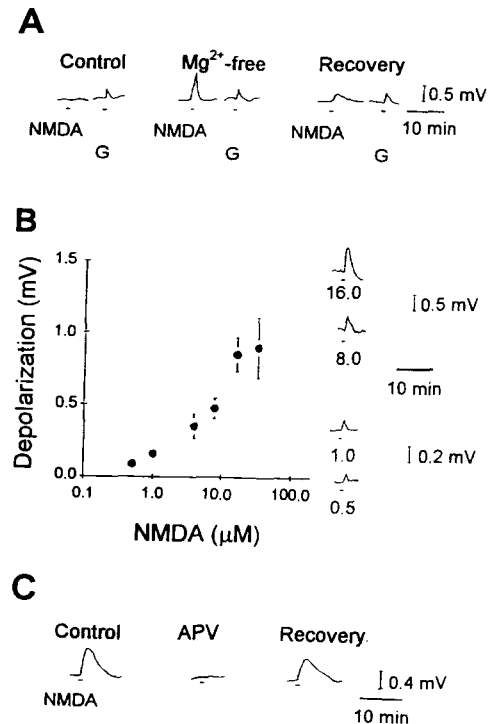 A
Control Mg2+-free Recovery
0.5 mV
10 min
NMDA NMDA NMDA
G G G
B
Depolarization (mV)
1.5
1.0
0.5
0.0
0.1 1.0 10.0 100.0
NMDA (μM)
16.0
0.5 mV
8.0
10 min
1.0
0.2 mV
0.5
C
Control APV Recovery.
0.4 mV
NMDA
10 min